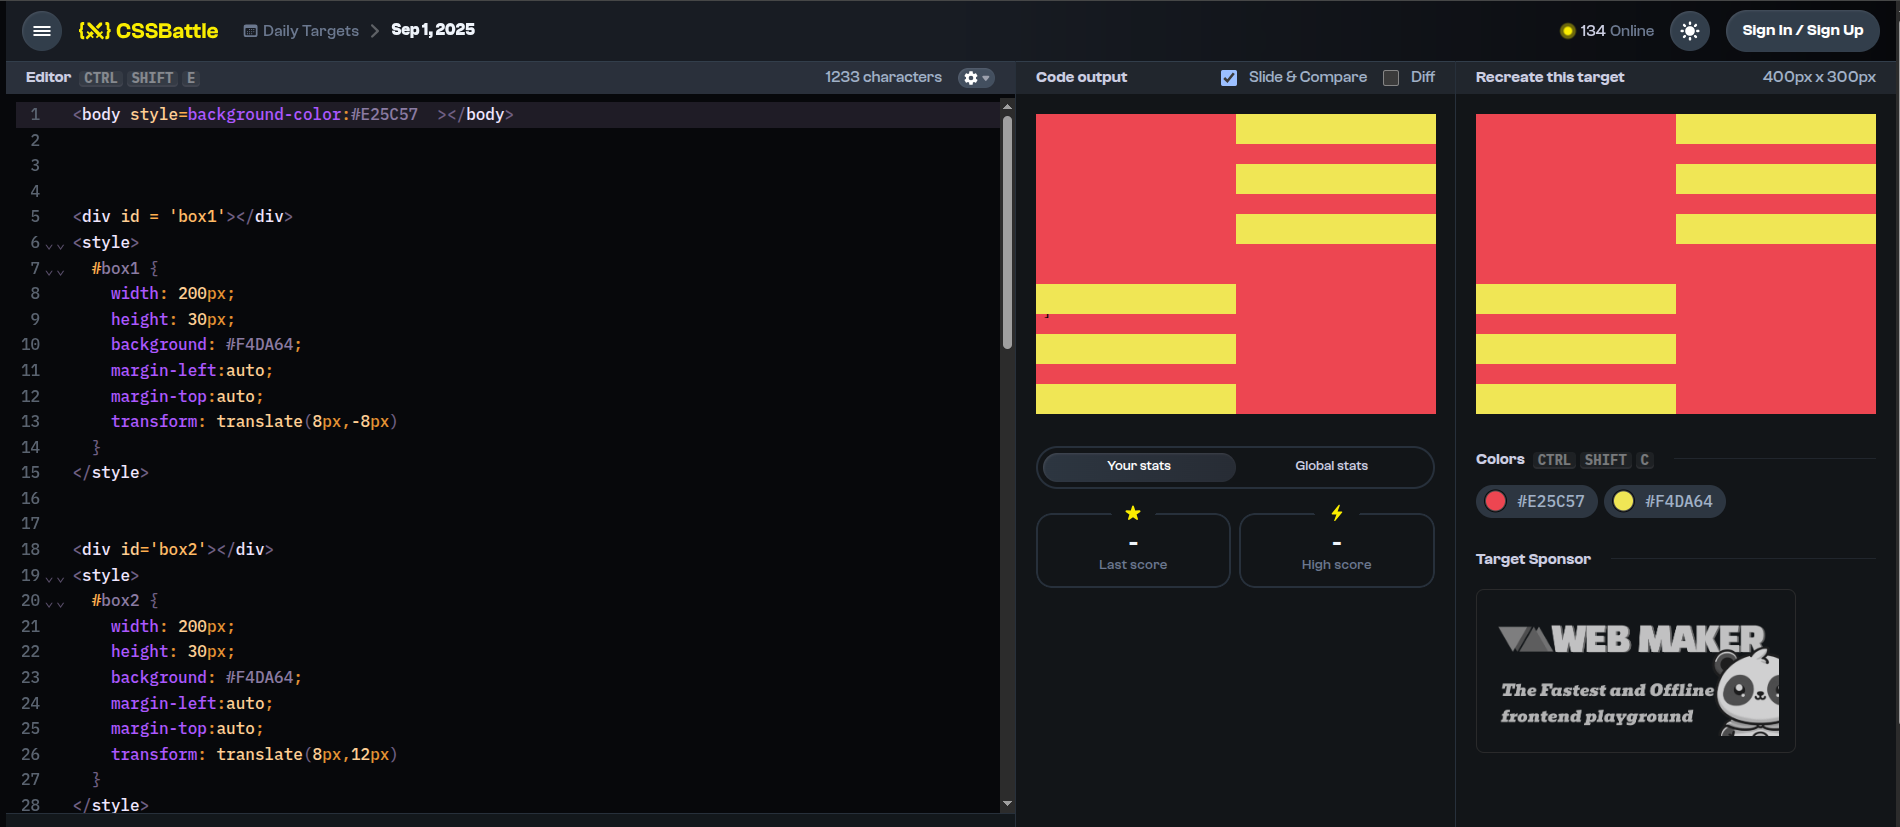 {X} CSSBattle Daily Targets > Sep 1, 2025 134 Online Sign In / Sign Up
Editor CTRL SHIFT E 1233 characters
1 <body style=background-color:#E25C57  ></body>
2
3
4
5 <div id = 'box1'></div>
6 <style>
7 #box1 {
8 width: 200px;
9 height: 30px;
10 background: #F4DA64;
11 margin-left:auto;
12 margin-top:auto;
13 transform: translate(8px,-8px)
14 }
15 </style>
16
17
18 <div id='box2'></div>
19 <style>
20 #box2 {
21 width: 200px;
22 height: 30px;
23 background: #F4DA64;
24 margin-left:auto;
25 margin-top:auto;
26 transform: translate(8px,12px)
27 }
28 </style>
Code output Slide & Compare Diff
Your stats Global stats
- -
Last score High score
Recreate this target 400px x 300px
Colors CTRL SHIFT C
#E25C57 #F4DA64
Target Sponsor
WEB MAKER
The Fastest and Offline
frontend playground